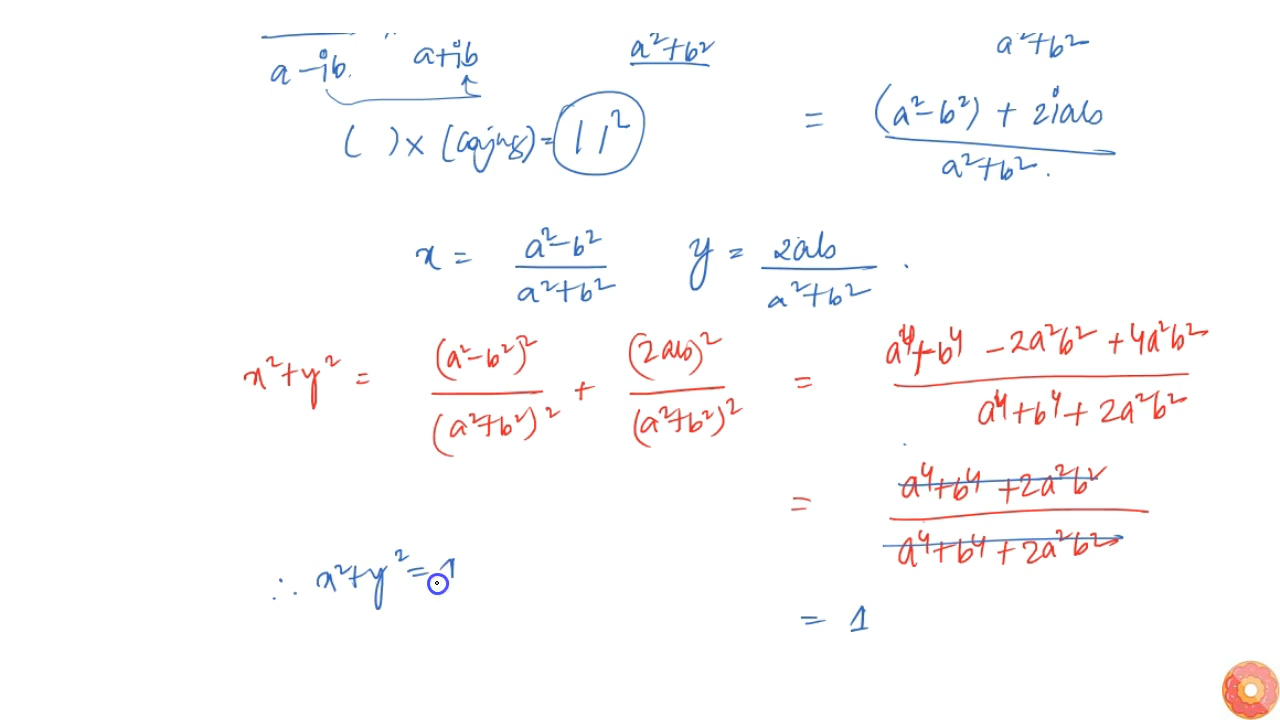 a - ib. a+ib a²+b² a²+b²
( ) × (conjug) = | |² = (a²-b²) + 2iab / a²+b².
x = a²-b² / a²+b² y = 2ab / a²+b².
x²+y² = (a²-b²)² / (a²+b²)² + (2ab)² / (a²+b²)² = a⁴+b⁴ - 2a²b² + 4a²b² / a⁴+b⁴+2a²b²
= a⁴+b⁴+2a²b² / a⁴+b⁴+2a²b²
∴ x²+y² = 1
= 1